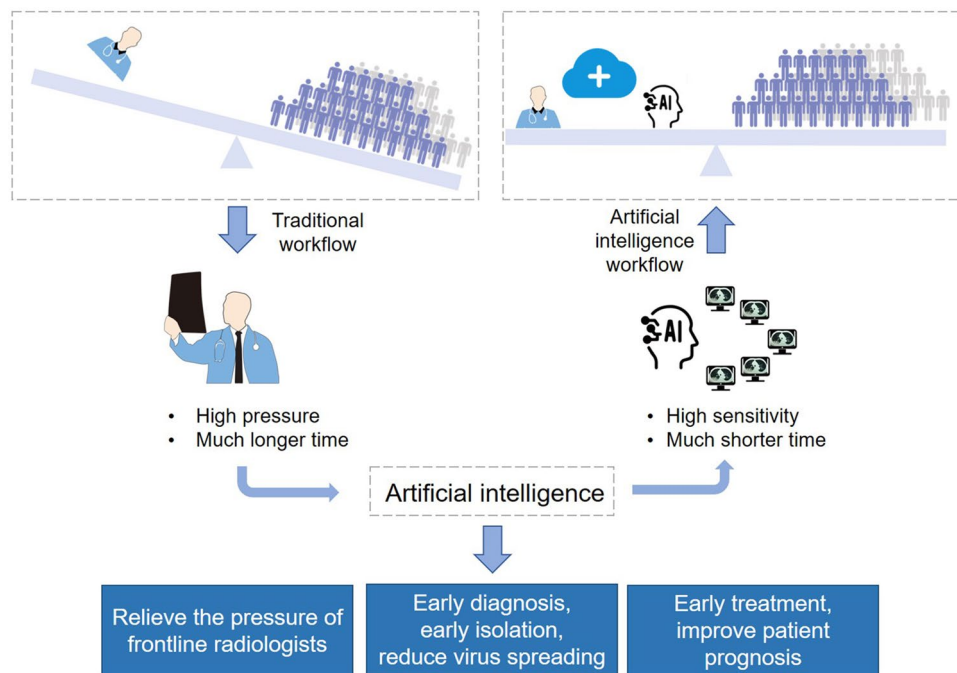 AI
Traditional
workflow
Artificial
intelligence
workflow
AI
• High pressure
• Much longer time
• High sensitivity
• Much shorter time
Artificial intelligence
Relieve the pressure of
frontline radiologists
Early diagnosis,
early isolation,
reduce virus spreading
Early treatment,
improve patient
prognosis